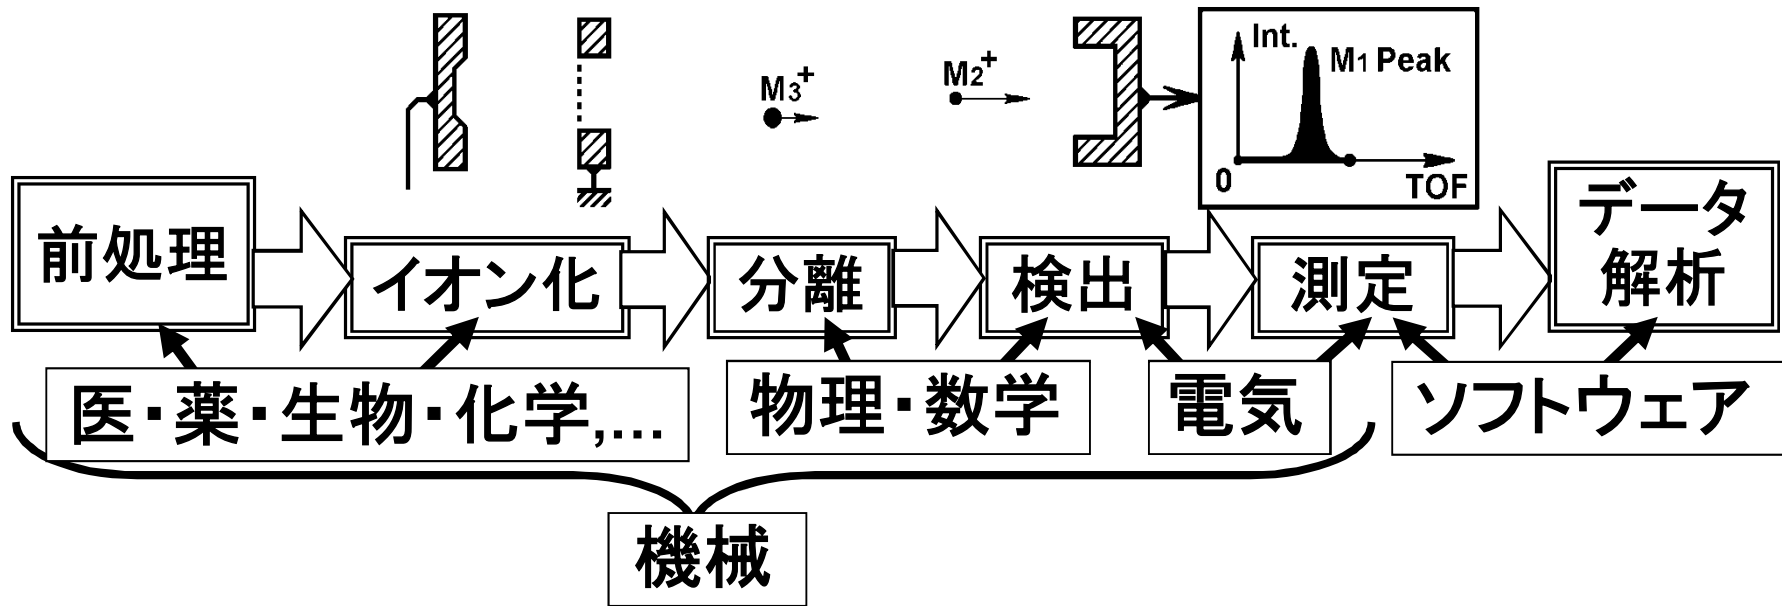 Int.
M1 Peak
M2+
M3+
0
TOF
前処理
イオン化
分離
検出
測定
データ
解析
医・薬・生物・化学,...
物理・数学
電気
ソフトウェア
機械